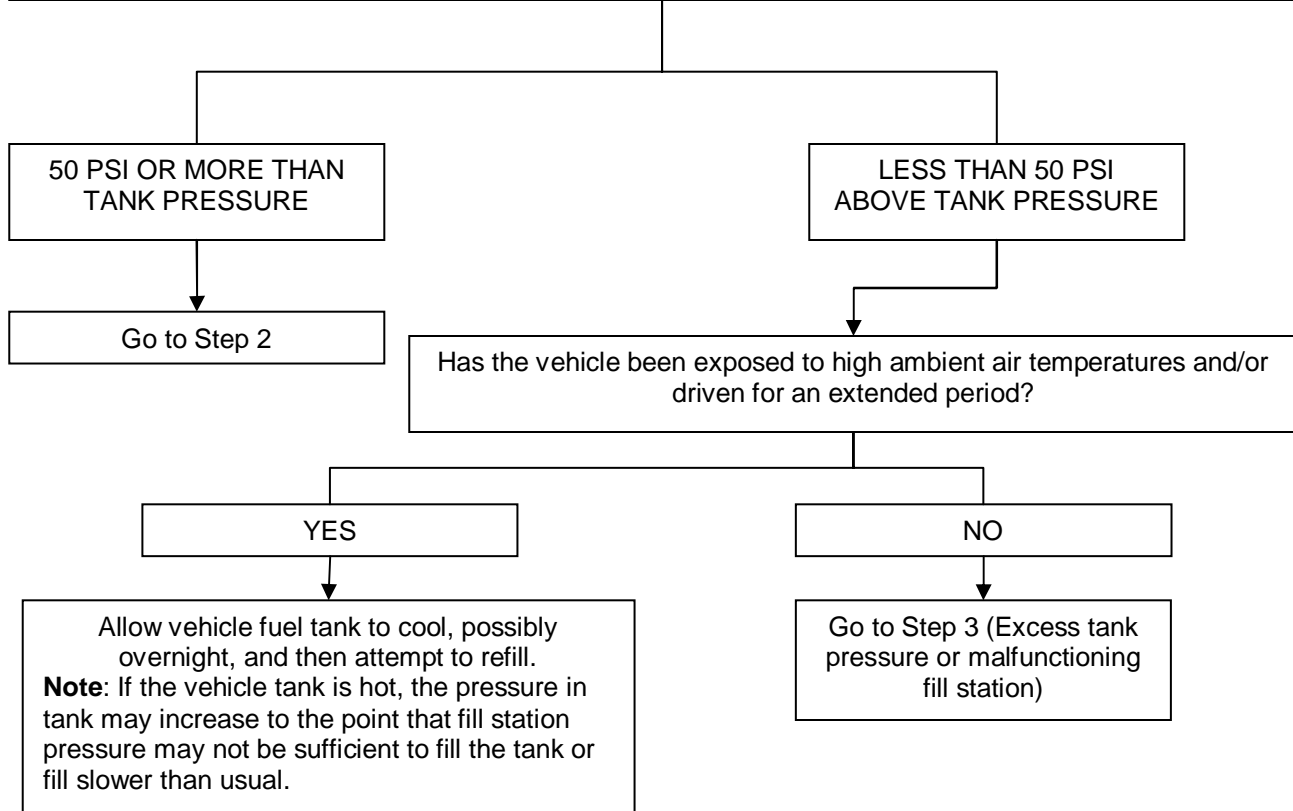 50 PSI OR MORE THAN
TANK PRESSURE
LESS THAN 50 PSI
ABOVE TANK PRESSURE
Go to Step 2
Has the vehicle been exposed to high ambient air temperatures and/or
driven for an extended period?
YES
NO
Allow vehicle fuel tank to cool, possibly
overnight, and then attempt to refill.
Note: If the vehicle tank is hot, the pressure in
tank may increase to the point that fill station
pressure may not be sufficient to fill the tank or
fill slower than usual.
Go to Step 3 (Excess tank
pressure or malfunctioning
fill station)